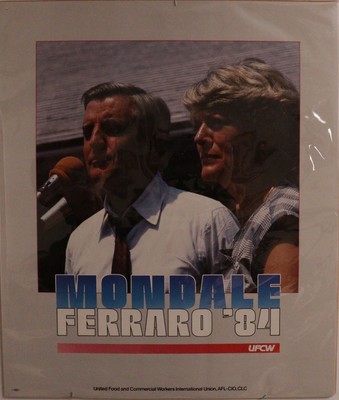 MONDALE
FERRARO '84
UFCW
United Food and Commercial Workers International Union, AFL-CIO, CLC